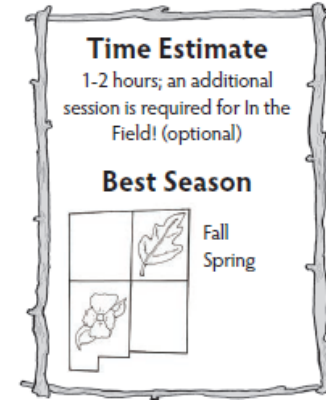 Time Estimate
1-2 hours; an additional
session is required for In the
Field! (optional)
Best Season
Fall
Spring